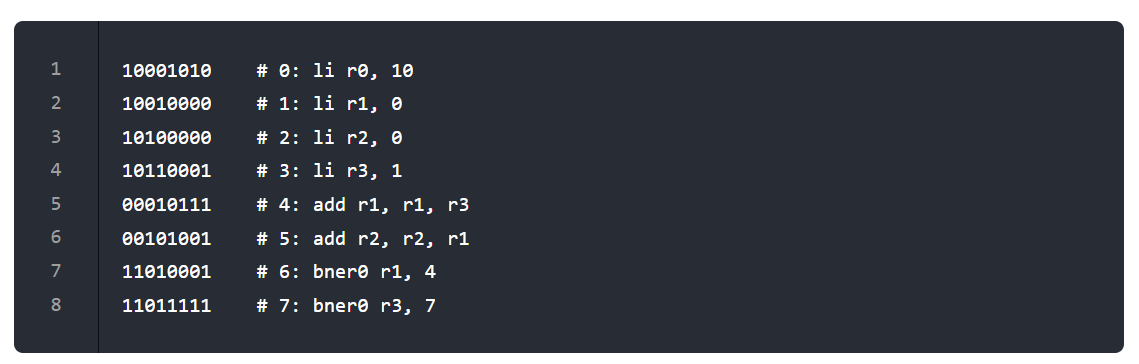 1 10001010    # 0: li r0, 10
2 10010000    # 1: li r1, 0
3 10100000    # 2: li r2, 0
4 10110001    # 3: li r3, 1
5 00010111    # 4: add r1, r1, r3
6 00101001    # 5: add r2, r2, r1
7 11010001    # 6: bner0 r1, 4
8 11011111    # 7: bner0 r3, 7